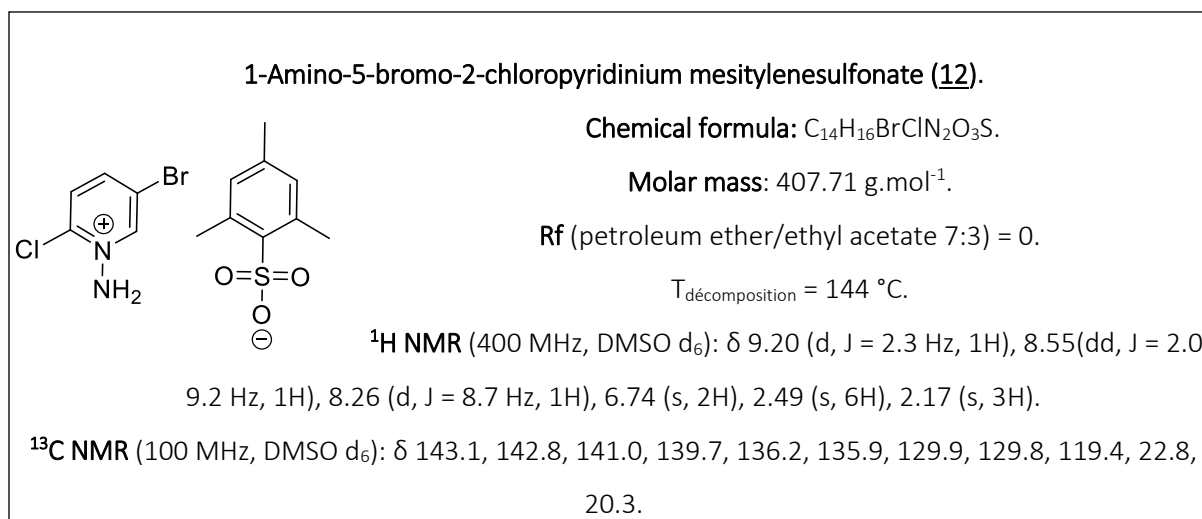 1-Amino-5-bromo-2-chloropyridinium mesitylenesulfonate (12).
Chemical formula: C₁₄H₁₆BrClN₂O₃S.
Molar mass: 407.71 g.mol⁻¹.
Rf (petroleum ether/ethyl acetate 7:3) = 0.
T_décomposition = 144 °C.
Br
Cl
N
NH₂
O=S=O
O
¹H NMR (400 MHz, DMSO d₆): δ 9.20 (d, J = 2.3 Hz, 1H), 8.55(dd, J = 2.0
9.2 Hz, 1H), 8.26 (d, J = 8.7 Hz, 1H), 6.74 (s, 2H), 2.49 (s, 6H), 2.17 (s, 3H).
¹³C NMR (100 MHz, DMSO d₆): δ 143.1, 142.8, 141.0, 139.7, 136.2, 135.9, 129.9, 129.8, 119.4, 22.8,
20.3.